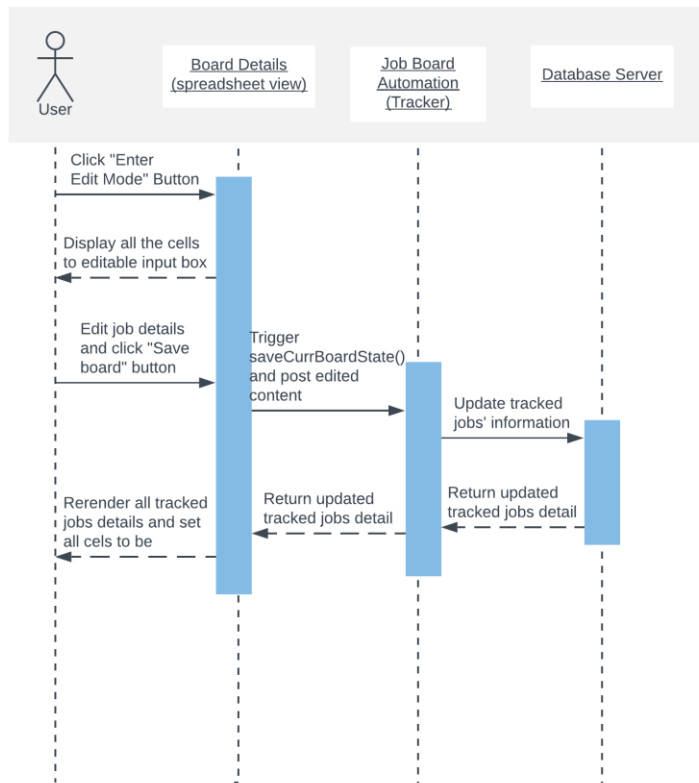 User
Board Details
(spreadsheet view)
Job Board
Automation
(Tracker)
Database Server
Click "Enter
Edit Mode" Button
Display all the cells
to editable input box
Edit job details
and click "Save
board" button
Trigger
saveCurrBoardState()
and post edited
content
Update tracked
jobs' information
Return updated
tracked jobs detail
Return updated
tracked jobs detail
Rerender all tracked
jobs details and set
all cels to be